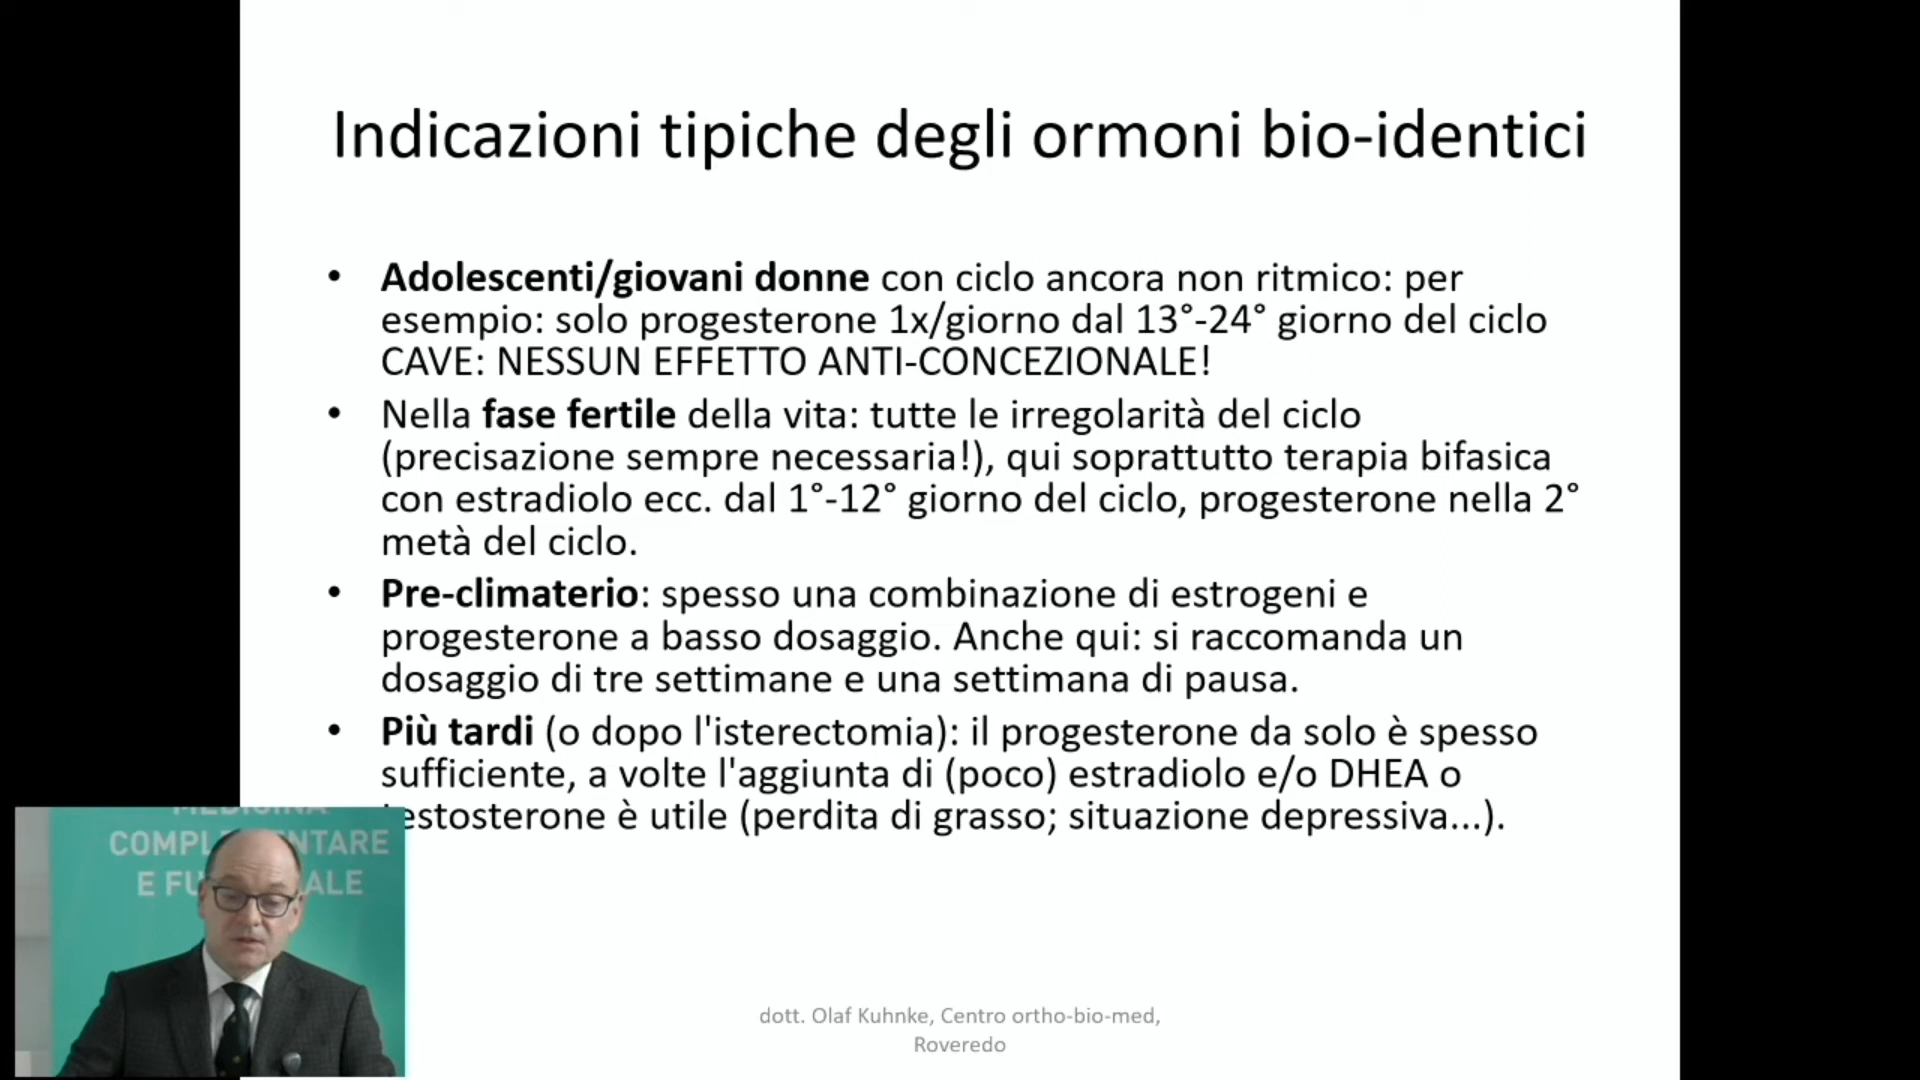 Indicazioni tipiche degli ormoni bio-identici
• Adolescenti/giovani donne con ciclo ancora non ritmico: per
esempio: solo progesterone 1x/giorno dal 13°-24° giorno del ciclo
CAVE: NESSUN EFFETTO ANTI-CONCEZIONALE!
• Nella fase fertile della vita: tutte le irregolarità del ciclo
(precisazione sempre necessaria!), qui soprattutto terapia bifasica
con estradiolo ecc. dal 1°-12° giorno del ciclo, progesterone nella 2°
metà del ciclo.
• Pre-climaterio: spesso una combinazione di estrogeni e
progesterone a basso dosaggio. Anche qui: si raccomanda un
dosaggio di tre settimane e una settimana di pausa.
• Più tardi (o dopo l'isterectomia): il progesterone da solo è spesso
sufficiente, a volte l'aggiunta di (poco) estradiolo e/o DHEA o
testosterone è utile (perdita di grasso; situazione depressiva...).
dott. Olaf Kuhnke, Centro ortho-bio-med,
Roveredo